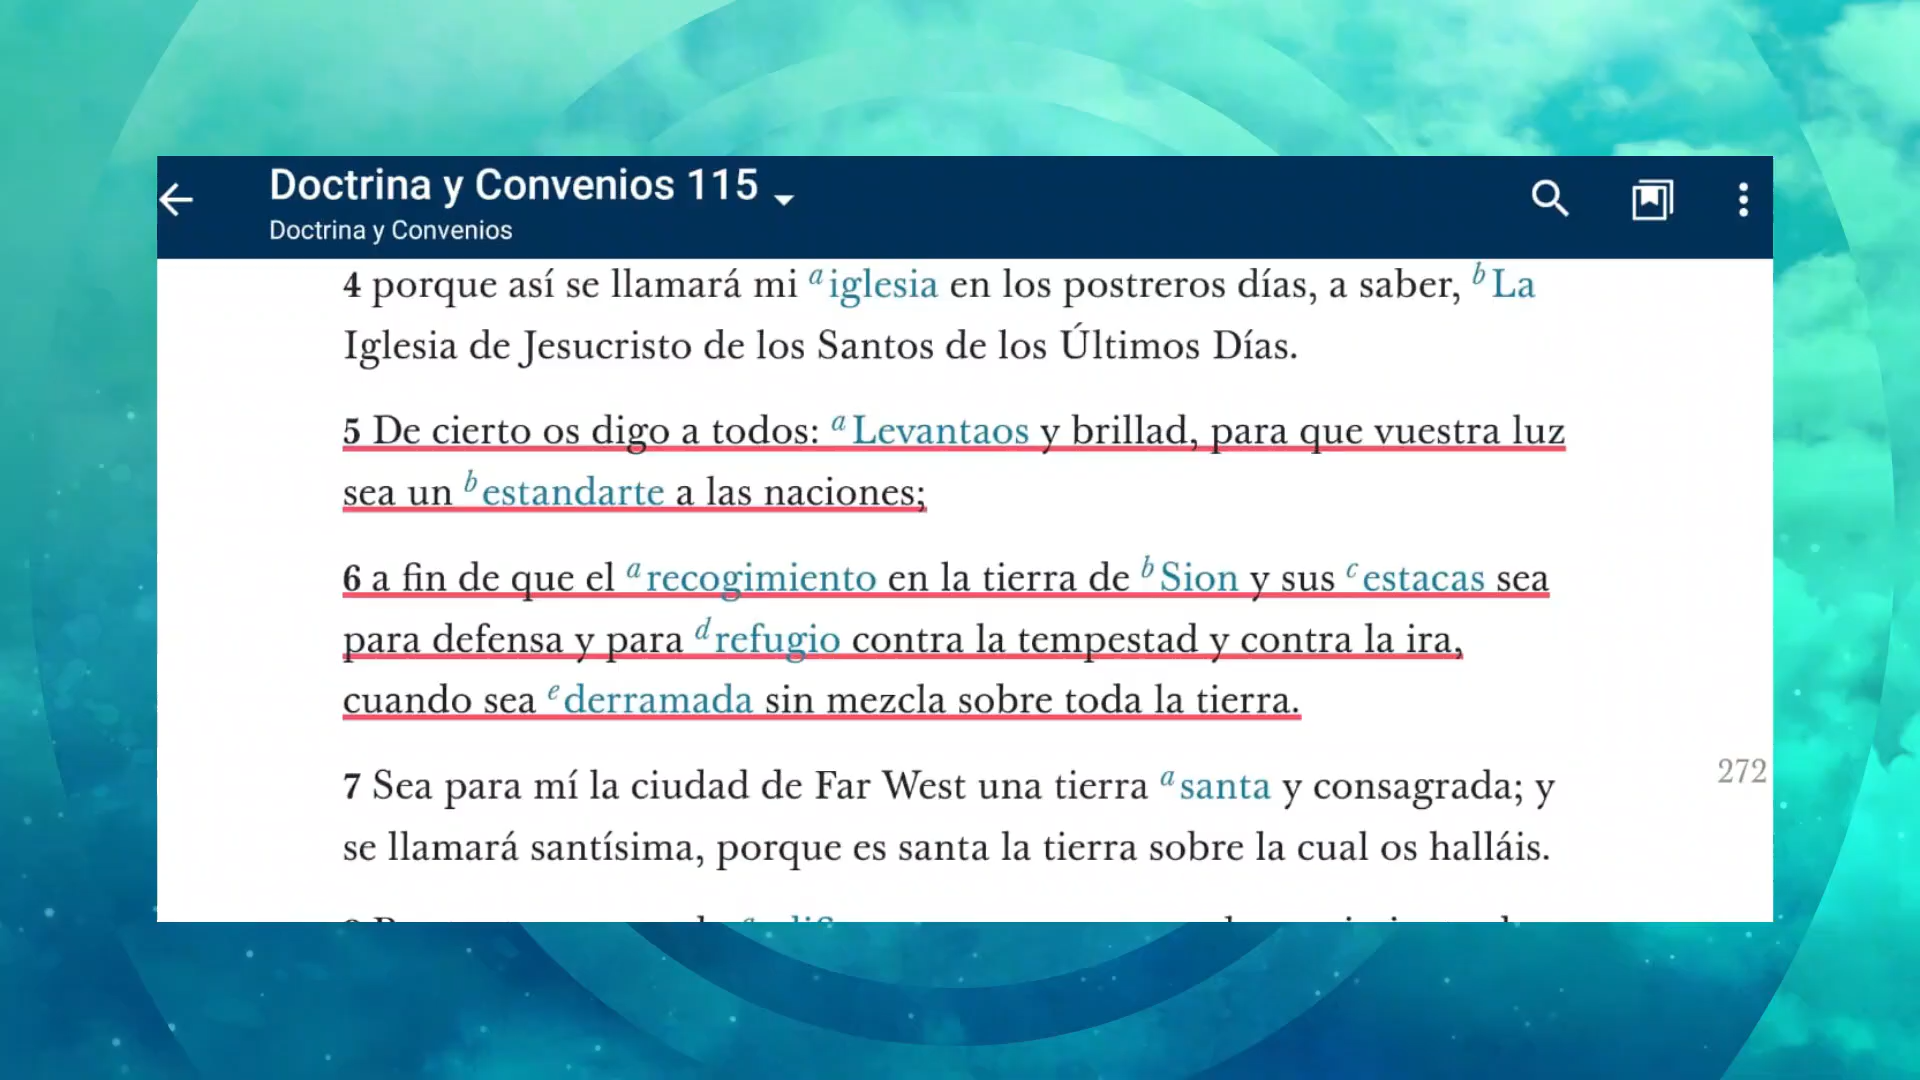 Doctrina y Convenios 115
Doctrina y Convenios
4 porque así se llamará mi a iglesia en los postreros días, a saber, b La
Iglesia de Jesucristo de los Santos de los Últimos Días.
5 De cierto os digo a todos: a Levantaos y brillad, para que vuestra luz
sea un b estandarte a las naciones;
6 a fin de que el a recogimiento en la tierra de b Sion y sus c estacas sea
para defensa y para d refugio contra la tempestad y contra la ira,
cuando sea e derramada sin mezcla sobre toda la tierra.
272
7 Sea para mí la ciudad de Far West una tierra a santa y consagrada; y
se llamará santísima, porque es santa la tierra sobre la cual os halláis.